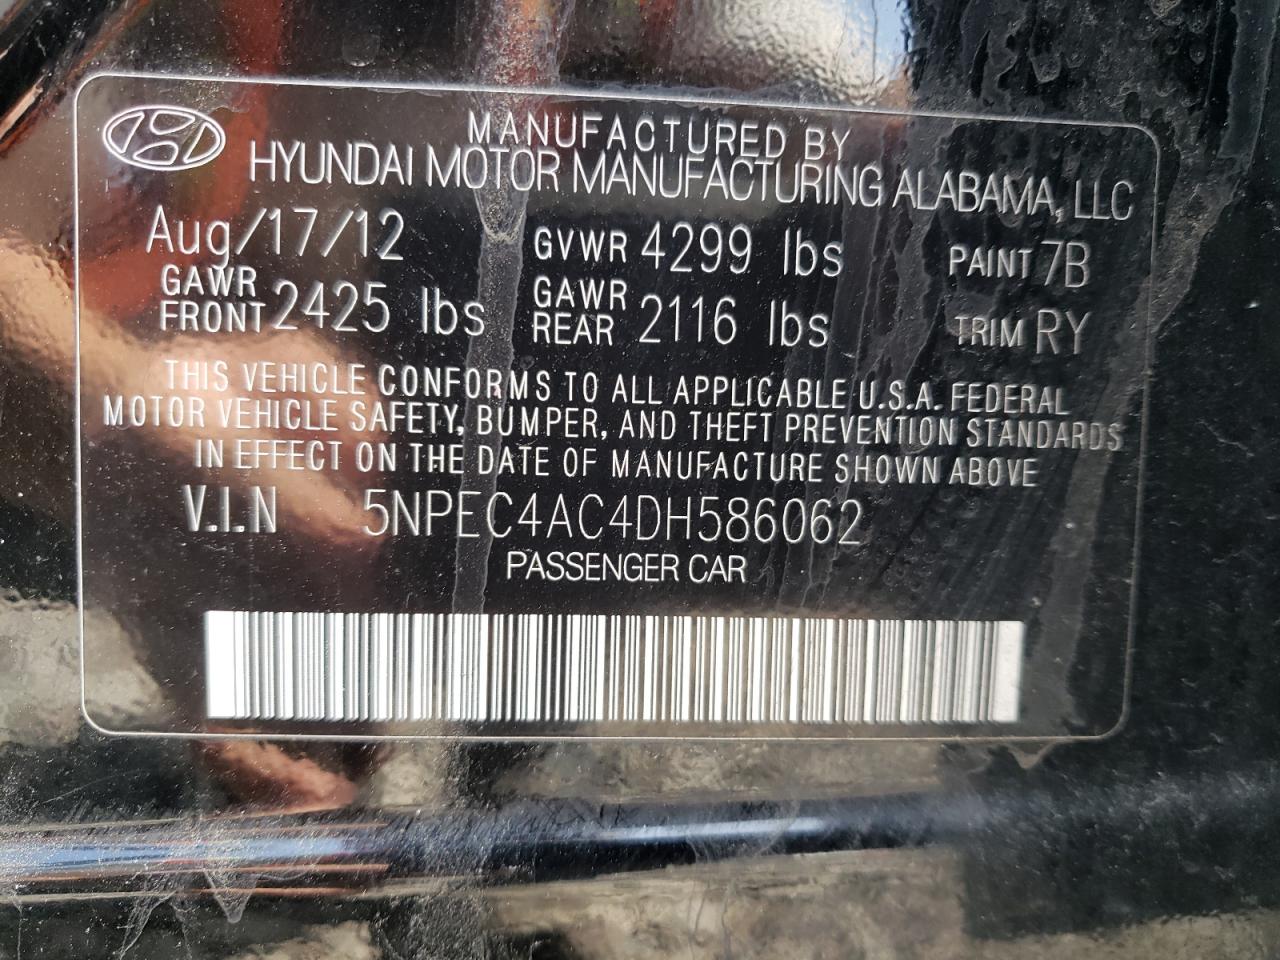 MANUFACTURED BY
HYUNDAI MOTOR MANUFACTURING ALABAMA, LLC
Aug/17/12 GVWR 4299 lbs PAINT 7B
GAWR FRONT 2425 lbs GAWR REAR 2116 lbs TRIM RY
THIS VEHICLE CONFORMS TO ALL APPLICABLE U.S.A. FEDERAL
MOTOR VEHICLE SAFETY, BUMPER, AND THEFT PREVENTION STANDARDS
IN EFFECT ON THE DATE OF MANUFACTURE SHOWN ABOVE
V.I.N 5NPEC4AC4DH586062
PASSENGER CAR